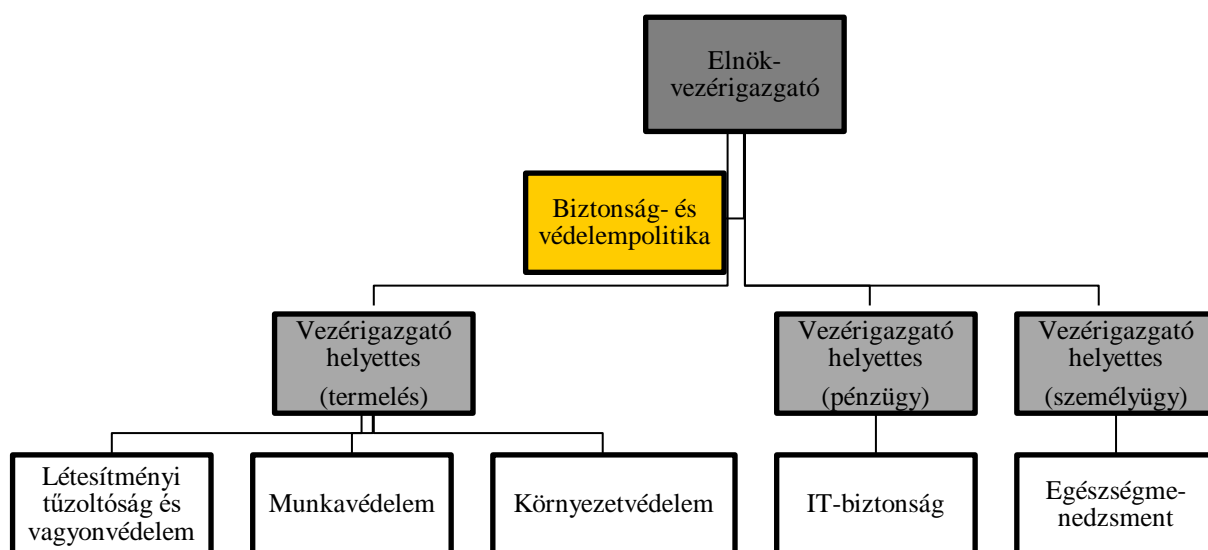 Elnök-
vezérigazgató
Biztonság- és
védelempolitika
Vezérigazgató
helyettes
(termelés)
Vezérigazgató
helyettes
(pénzügy)
Vezérigazgató
helyettes
(személyügy)
Létesítményi
tűzoltóság és
vagyonvédelem
Munkavédelem
Környezetvédelem
IT-biztonság
Egészségme-
nedzsment